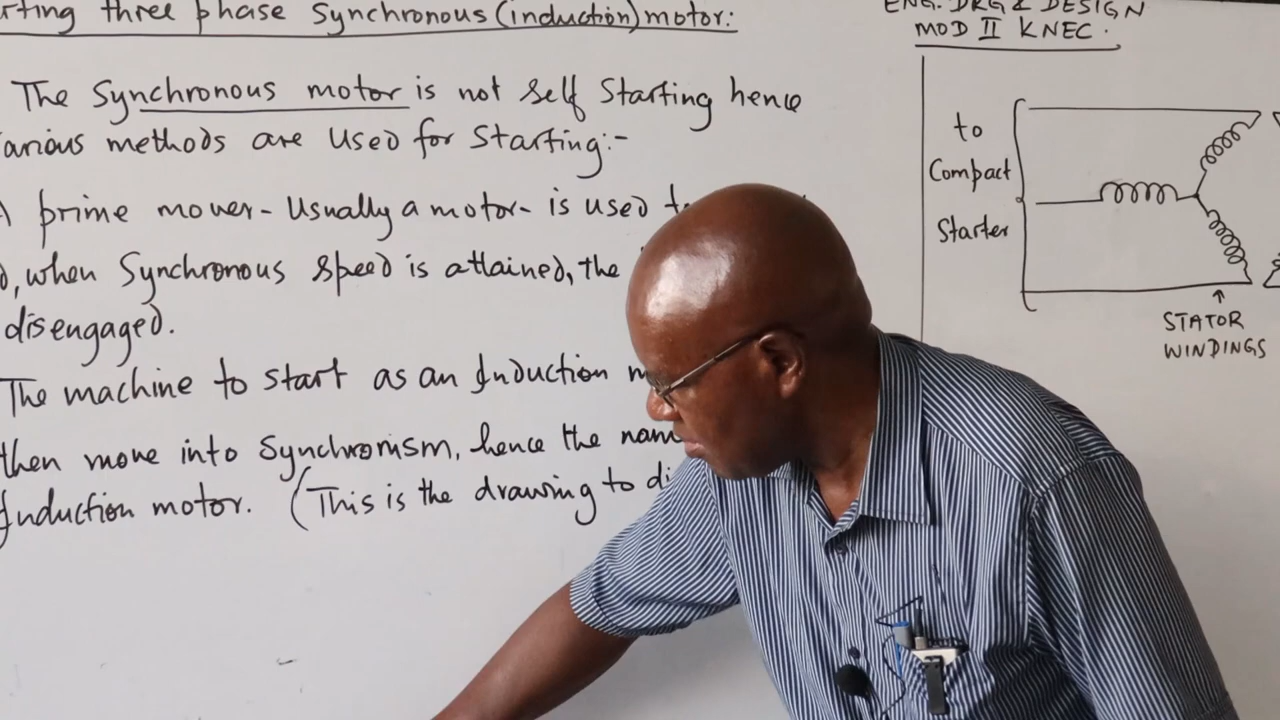 rting three phase Synchronous (induction) motor:
The Synchronous motor is not self Starting hence
arious methods are used for Starting:-
A prime mover - Usually a motor - is used t
d, when Synchronous Speed is attained, the
disengaged.
The machine to start as an Induction m
then move into Synchronism, hence the nam
Induction motor. (This is the drawing to di
ENG. DRG & DESIGN
MOD II KNEC.
to
Compact
Starter
STATOR
WINDINGS